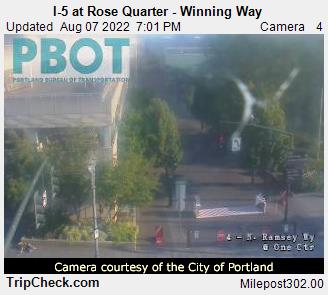 I-5 at Rose Quarter - Winning Way
Updated Aug 07 2022 7:01 PM Camera 4
PBOT
PORTLAND BUREAU OF TRANSPORTATION
4 - N. Ramsey Wy
@ One Ctr
Camera courtesy of the City of Portland
TripCheck.com Milepost302.00